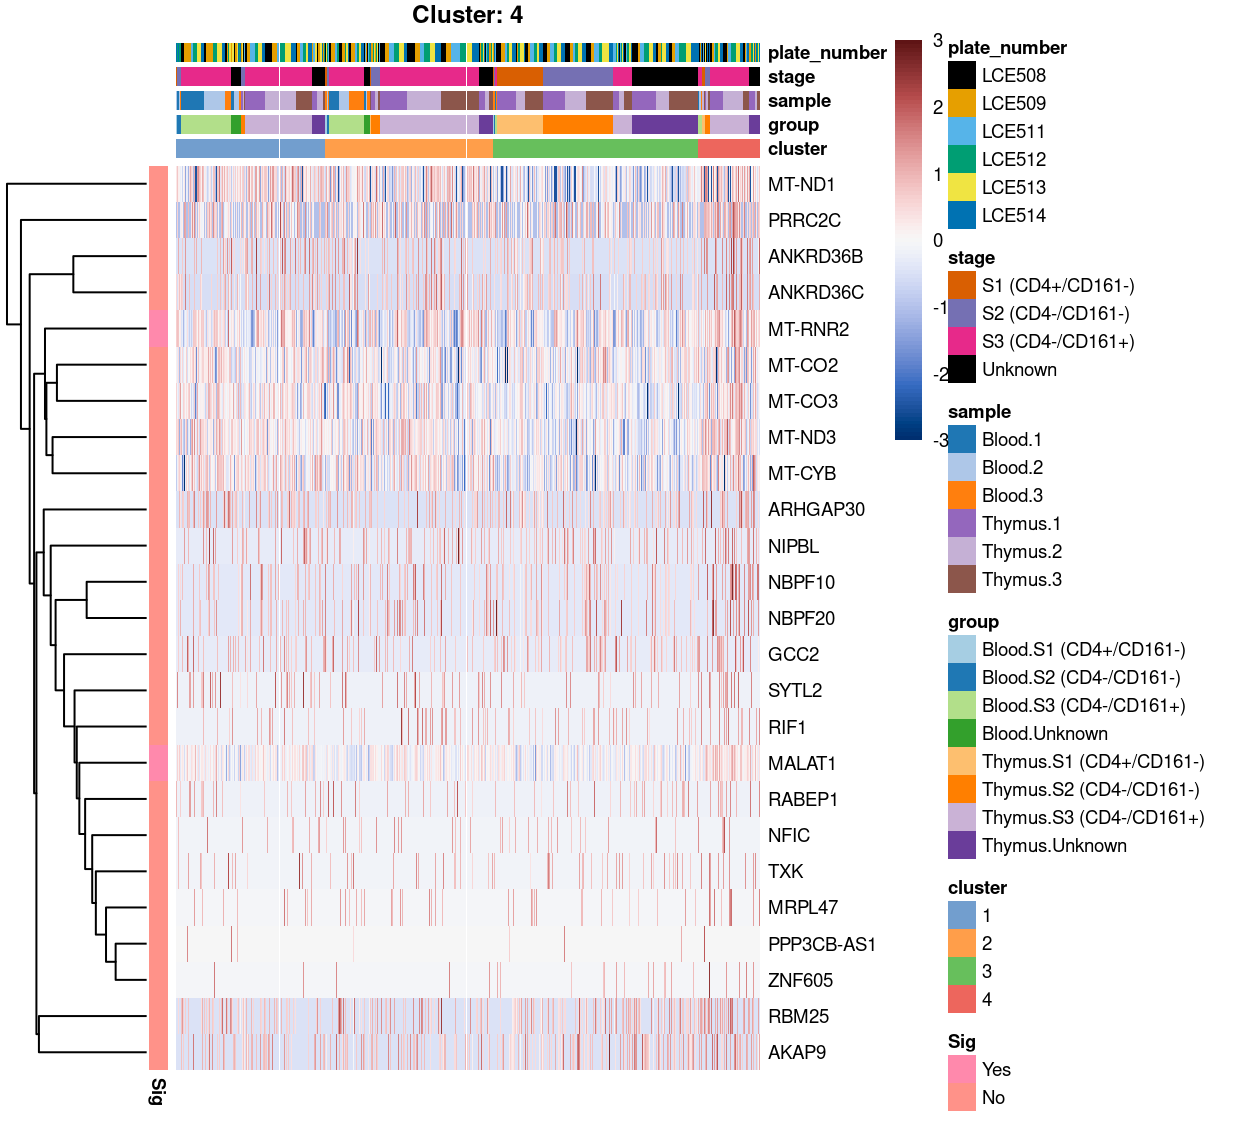 Cluster: 4
plate_number
stage
sample
group
cluster
MT-ND1
PRRC2C
ANKRD36B
ANKRD36C
MT-RNR2
MT-CO2
MT-CO3
MT-ND3
MT-CYB
ARHGAP30
NIPBL
NBPF10
NBPF20
GCC2
SYTL2
RIF1
MALAT1
RABEP1
NFIC
TXK
MRPL47
PPP3CB-AS1
ZNF605
RBM25
AKAP9
Sig
3
2
1
0
-1
-2
-3
plate_number
LCE508
LCE509
LCE511
LCE512
LCE513
LCE514
stage
S1 (CD4+/CD161-)
S2 (CD4-/CD161-)
S3 (CD4-/CD161+)
Unknown
sample
Blood.1
Blood.2
Blood.3
Thymus.1
Thymus.2
Thymus.3
group
Blood.S1 (CD4+/CD161-)
Blood.S2 (CD4-/CD161-)
Blood.S3 (CD4-/CD161+)
Blood.Unknown
Thymus.S1 (CD4+/CD161-)
Thymus.S2 (CD4-/CD161-)
Thymus.S3 (CD4-/CD161+)
Thymus.Unknown
cluster
1
2
3
4
Sig
Yes
No